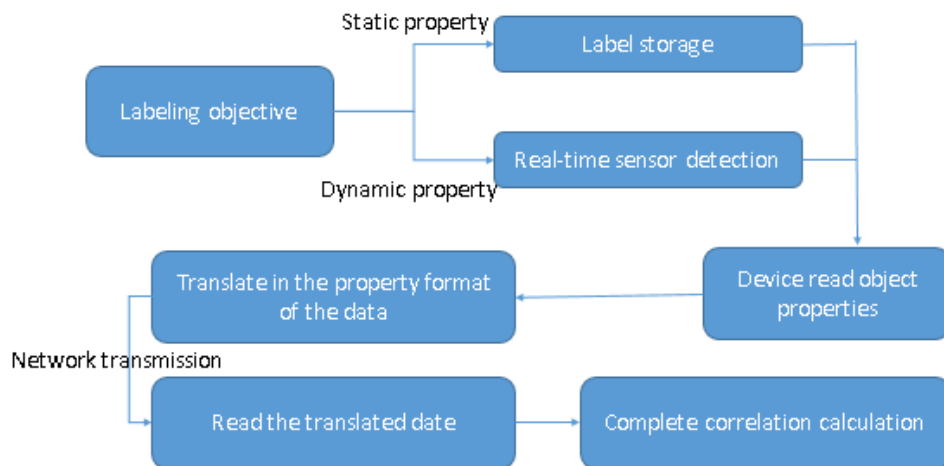 Static property
Label storage
Labeling objective
Real-time sensor detection
Dynamic property
Translate in the property format
of the data
Device read object
properties
Network transmission
Read the translated date
Complete correlation calculation